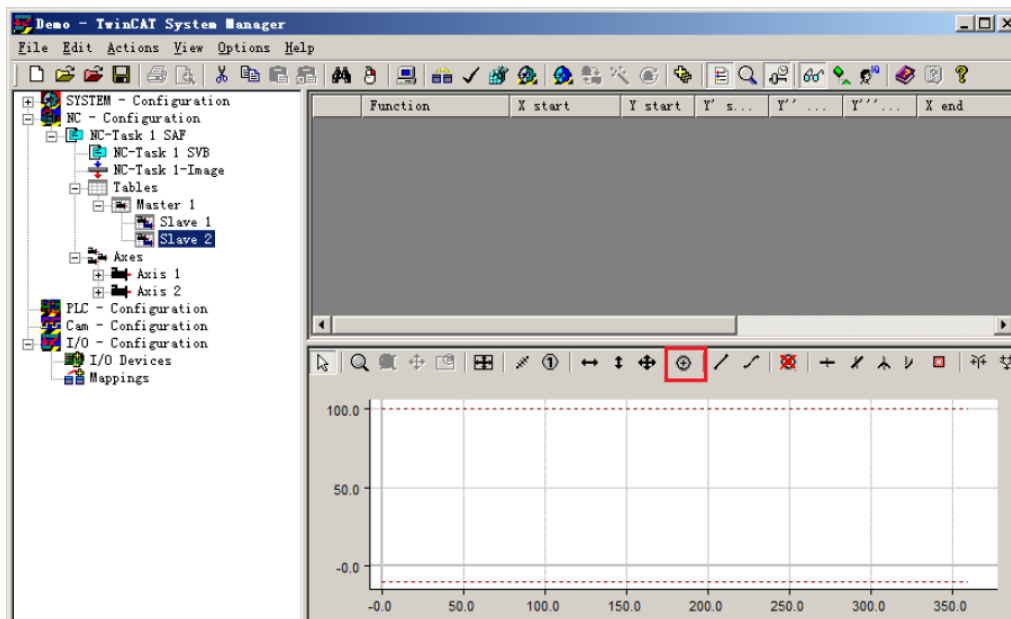 Demo - TwinCAT System Manager
File Edit Actions View Options Help
SYSTEM - Configuration
NC - Configuration
NC-Task 1 SAF
NC-Task 1 SVB
NC-Task 1-Image
Tables
Master 1
Slave 1
Slave 2
Axes
Axis 1
Axis 2
PLC - Configuration
Cam - Configuration
I/O - Configuration
I/O Devices
Mappings
Function X start Y start Y' s... Y'' ... Y'''... X end
100.0
50.0
-0.0
-0.0 50.0 100.0 150.0 200.0 250.0 300.0 350.0